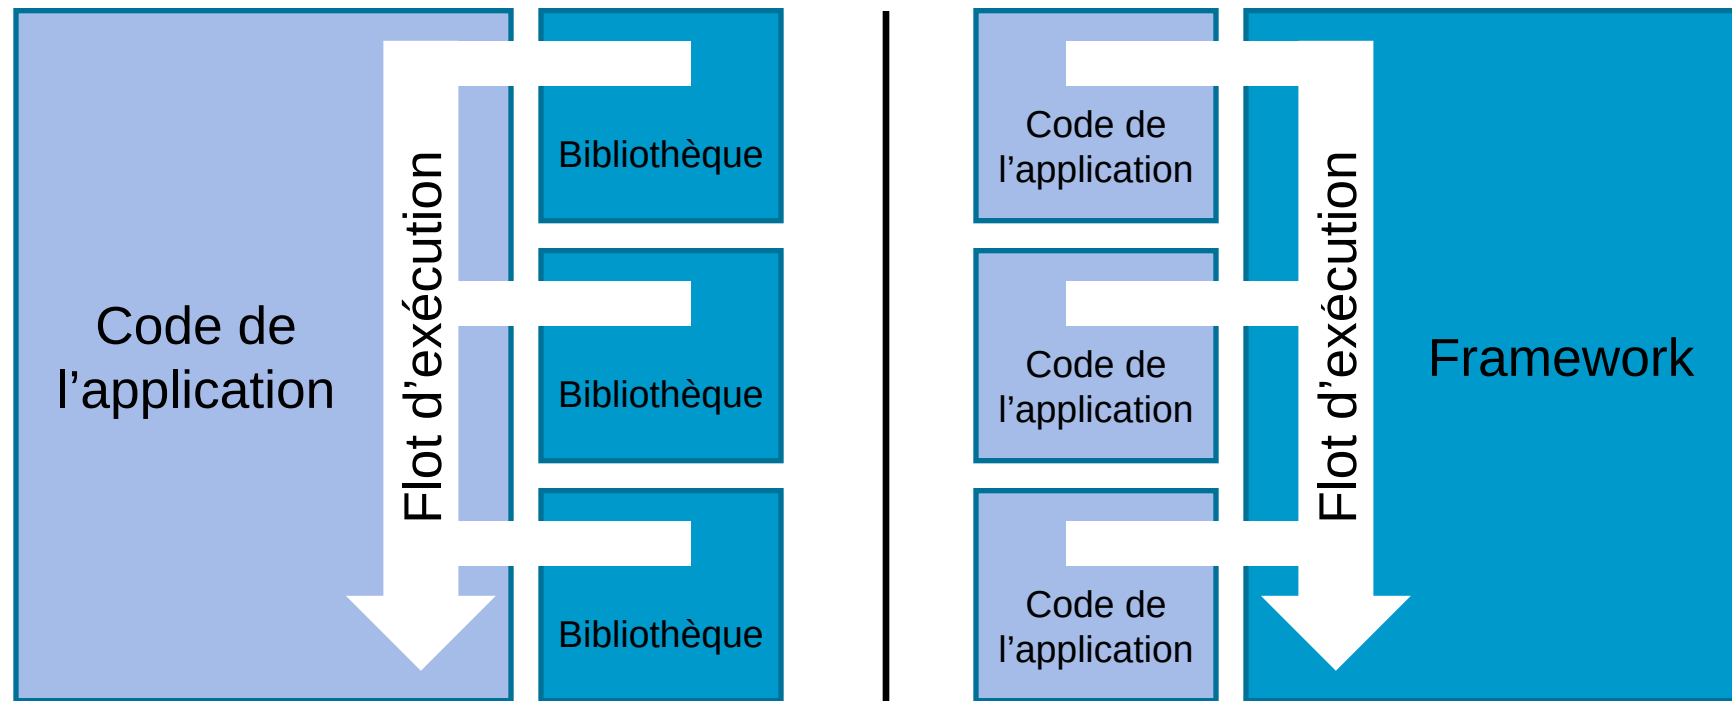 Code de
l’application
Flot d’exécution
Bibliothèque
Bibliothèque
Bibliothèque
Code de
l’application
Code de
l’application
Code de
l’application
Flot d’exécution
Framework